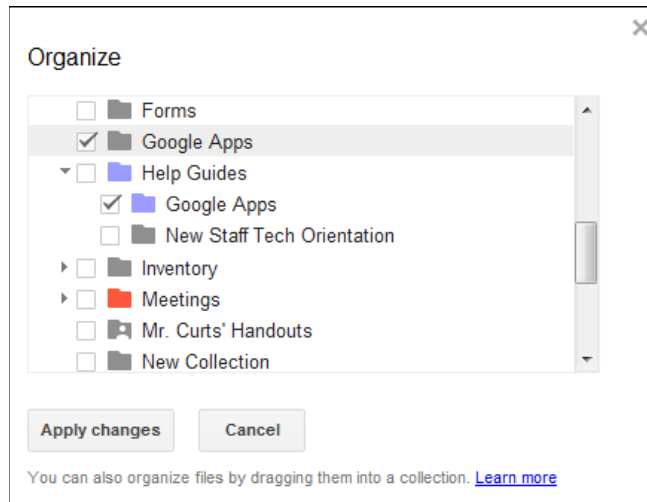 Organize
Forms
Google Apps
Help Guides
Google Apps
New Staff Tech Orientation
Inventory
Meetings
Mr. Curts' Handouts
New Collection
Apply changes
Cancel
You can also organize files by dragging them into a collection. Learn more